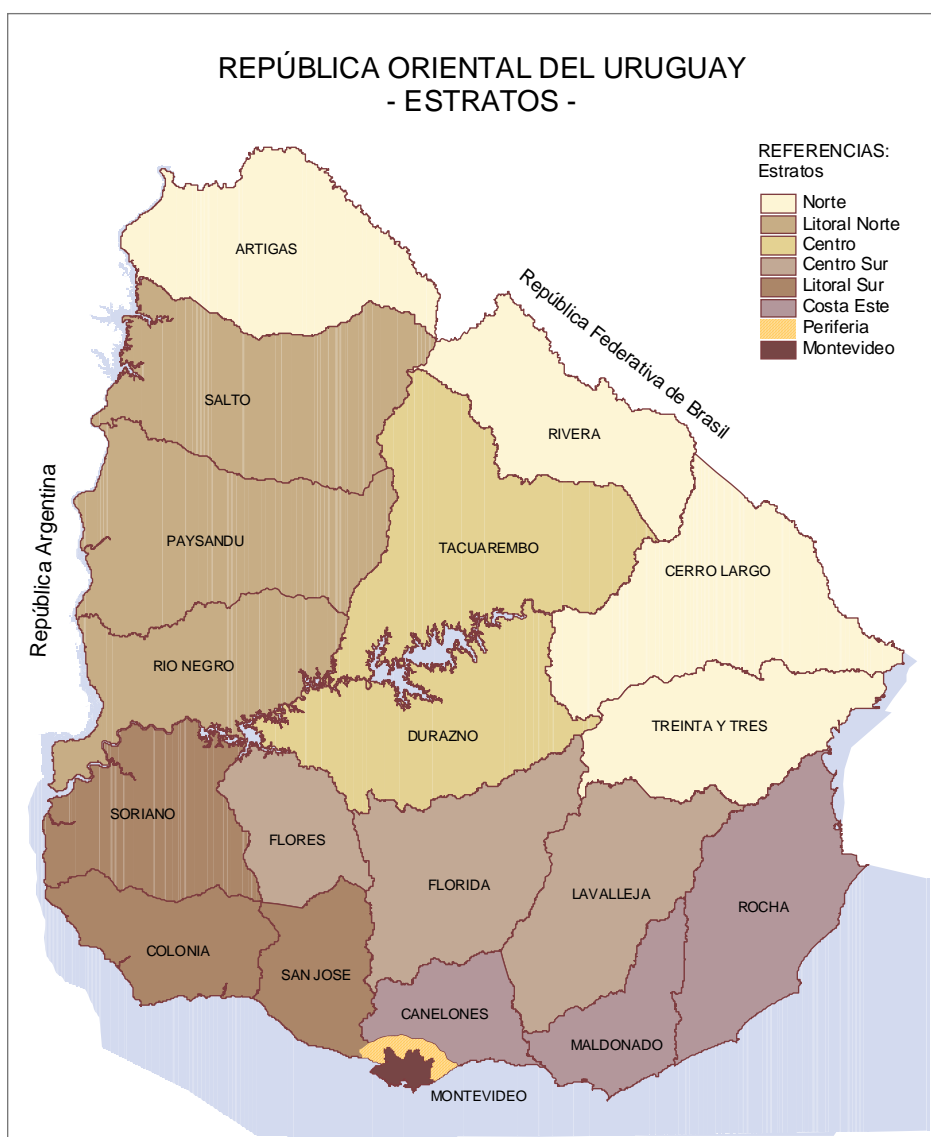 REPÚBLICA ORIENTAL DEL URUGUAY
- ESTRATOS -
REFERENCIAS:
Estratos
Norte
Litoral Norte
Centro
Centro Sur
Litoral Sur
Costa Este
Periferia
Montevideo
ARTIGAS
República Federativa de Brasil
SALTO
RIVERA
República Argentina
PAYSANDU
TACUAREMBO
CERRO LARGO
RIO NEGRO
DURAZNO
TREINTA Y TRES
SORIANO
FLORES
FLORIDA
LAVALLEJA
ROCHA
COLONIA
SAN JOSE
CANELONES
MALDONADO
MONTEVIDEO